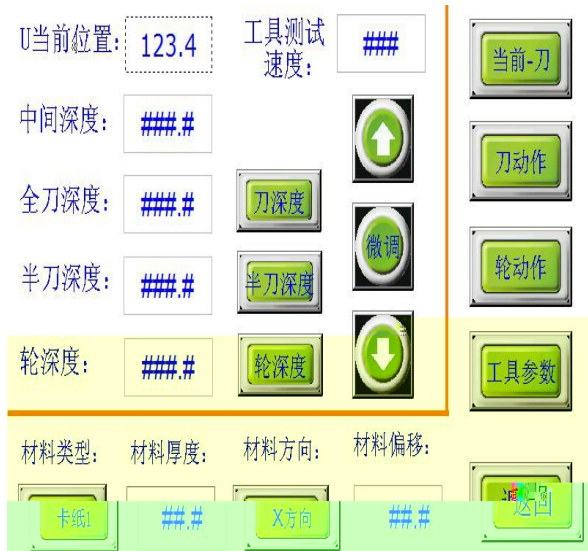 U当前位置: 123.4 工具测试速度: ### 当前-刀
中间深度: ###.#
刀动作
全刀深度: ###.# 刀深度
微调
半刀深度: ###.# 半刀深度 轮动作
轮深度: ###.# 轮深度 工具参数
材料类型: 材料厚度: 材料方向: 材料偏移:
卡纸1 ##.# X方向 ##.# 返回